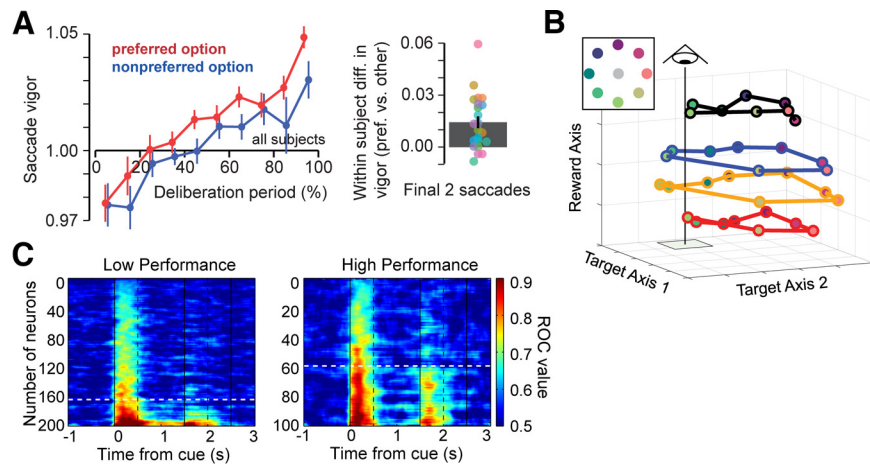 A
1.05
1.00
0.97
Saccade vigor
preferred option
nonpreferred option
all subjects
0 20 40 60 80 100
Deliberation period (%)
Within subject diff. in
vigor (pref. vs. other)
0.06
0.03
0.00
Final 2 saccades
B
Reward Axis
Target Axis 1
Target Axis 2
C
Low Performance
Number of neurons
0
40
80
120
160
200
-1 0 1 2 3
Time from cue (s)
High Performance
0
20
40
60
80
100
-1 0 1 2 3
Time from cue (s)
0.9
0.8
0.7
0.6
0.5
ROC value